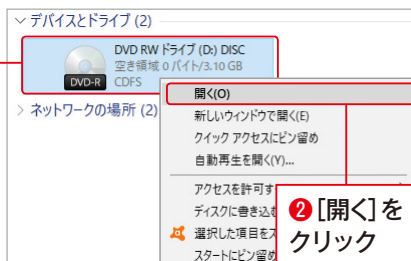 デバイスとドライブ (2)
DVD RW ドライブ (D:) DISC
空き領域 0 バイト/3.10 GB
DVD-R
CDFS
ネットワークの場所 (2)
開く(O)
新しいウィンドウで開く(E)
クイック アクセスにピン留め
自動再生を開く(Y)...
アクセスを許可す
ディスクに書き込む
選択した項目をス
スタートにピン留め
❷[開く]を
クリック